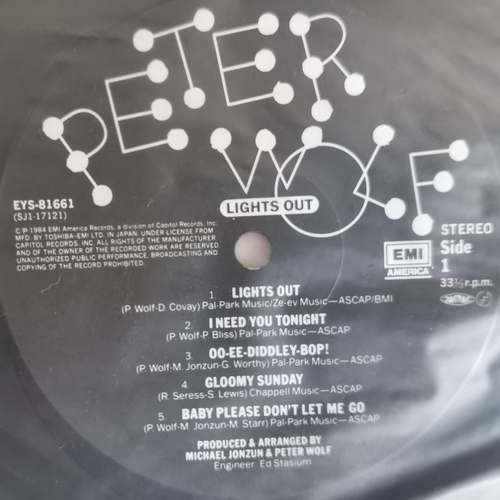 PETER
WOLF
LIGHTS OUT
EYS-81661
(SJ1-17121)
STEREO
Side
1
33⅓r.p.m.
EMI
AMERICA
℗1984 EMI America Records, a division of Capitol Records, Inc.
MFD. BY TOSHIBA-EMI LTD. IN JAPAN, UNDER LICENSE FROM
CAPITOL RECORDS, INC. ALL RIGHTS OF THE MANUFACTURER
AND OF THE OWNER OF THE RECORDED WORK ARE RESERVED
UNAUTHORIZED PUBLIC PERFORMANCE, BROADCASTING AND
COPYING OF THE RECORD PROHIBITED.
1. LIGHTS OUT
(P. Wolf-D. Covay) Pal-Park Music/Ze-ev Music—ASCAP/BMI
2. I NEED YOU TONIGHT
(P. Wolf-P. Bliss) Pal-Park Music—ASCAP
3. OO-EE-DIDDLEY-BOP!
(P. Wolf-M. Jonzun-G. Worthy) Pal-Park Music—ASCAP
4. GLOOMY SUNDAY
(R. Seress-S. Lewis) Chappell Music—ASCAP
5. BABY PLEASE DON'T LET ME GO
(P. Wolf-M. Jonzun-M. Starr) Pal-Park Music—ASCAP
PRODUCED & ARRANGED BY
MICHAEL JONZUN & PETER WOLF
Engineer: Ed Stasium